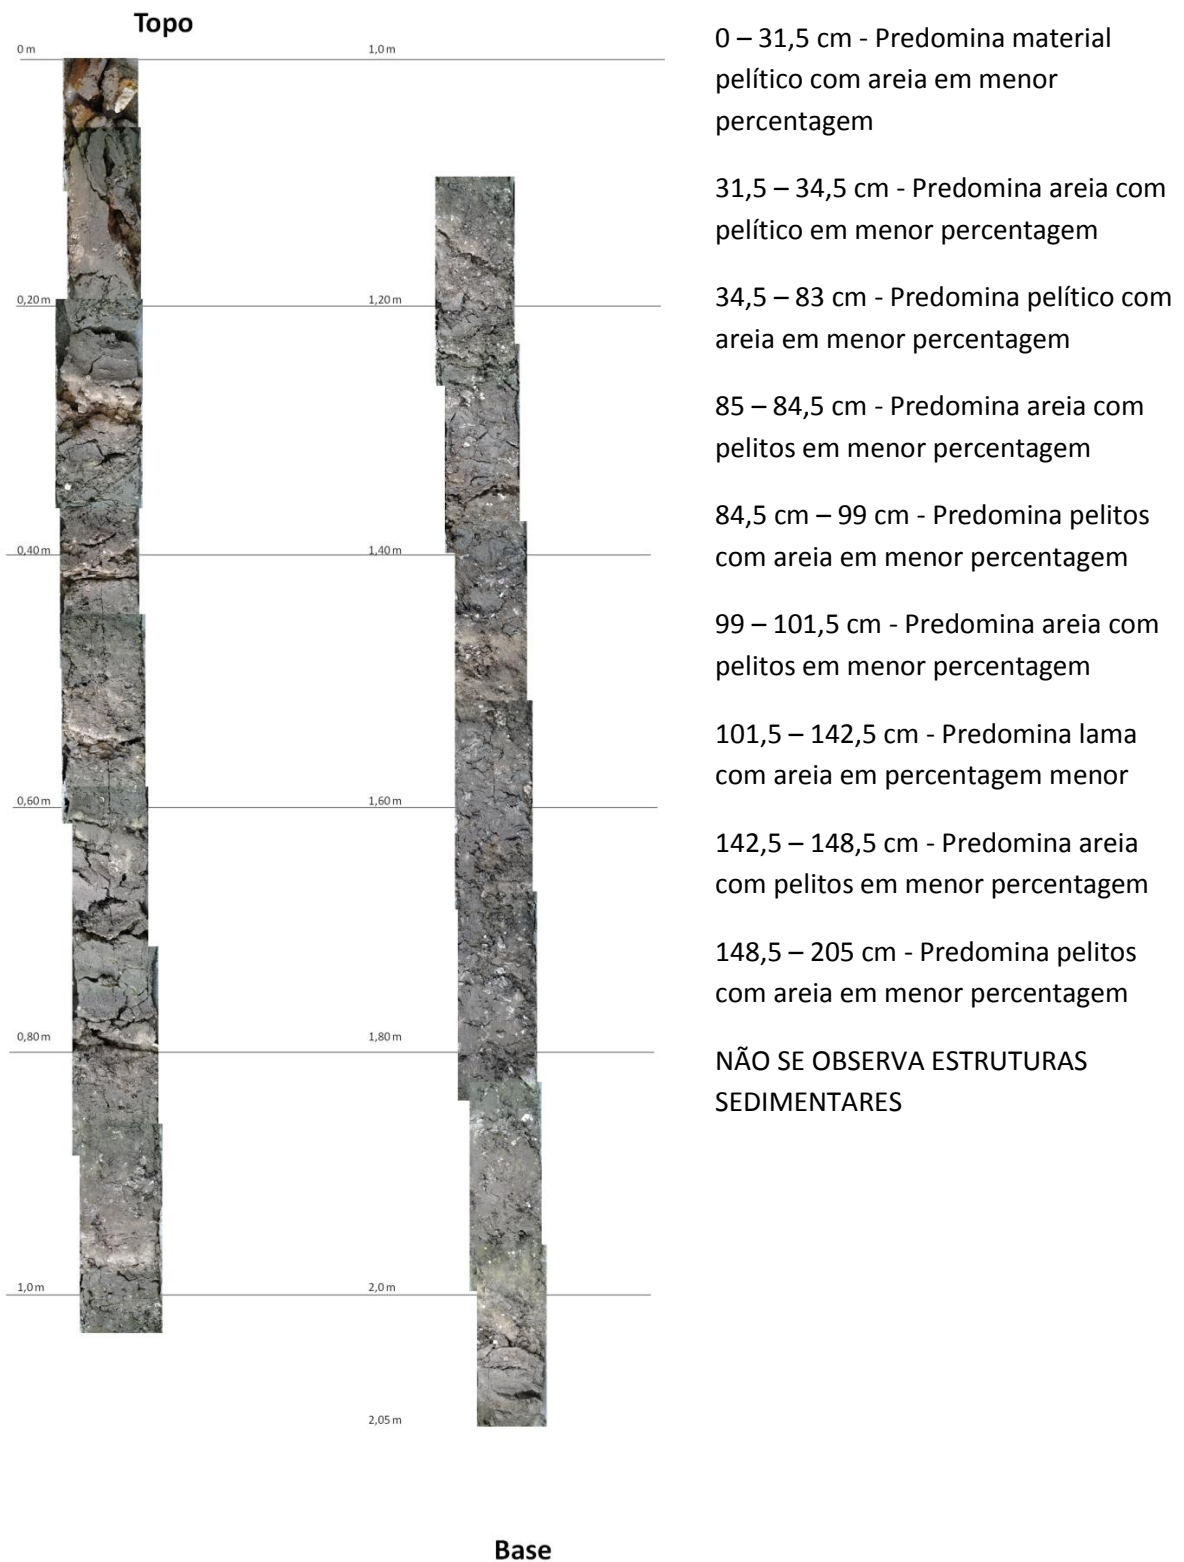 Topo
0 m
1,0 m
0,20 m
1,20 m
0,40 m
1,40 m
0,60 m
1,60 m
0,80 m
1,80 m
1,0 m
2,0 m
2,05 m
Base
0 – 31,5 cm - Predomina material
pelítico com areia em menor
percentagem
31,5 – 34,5 cm - Predomina areia com
pelítico em menor percentagem
34,5 – 83 cm - Predomina pelítico com
areia em menor percentagem
85 – 84,5 cm - Predomina areia com
pelitos em menor percentagem
84,5 cm – 99 cm - Predomina pelitos
com areia em menor percentagem
99 – 101,5 cm - Predomina areia com
pelitos em menor percentagem
101,5 – 142,5 cm - Predomina lama
com areia em percentagem menor
142,5 – 148,5 cm - Predomina areia
com pelitos em menor percentagem
148,5 – 205 cm - Predomina pelitos
com areia em menor percentagem
NÃO SE OBSERVA ESTRUTURAS
SEDIMENTARES